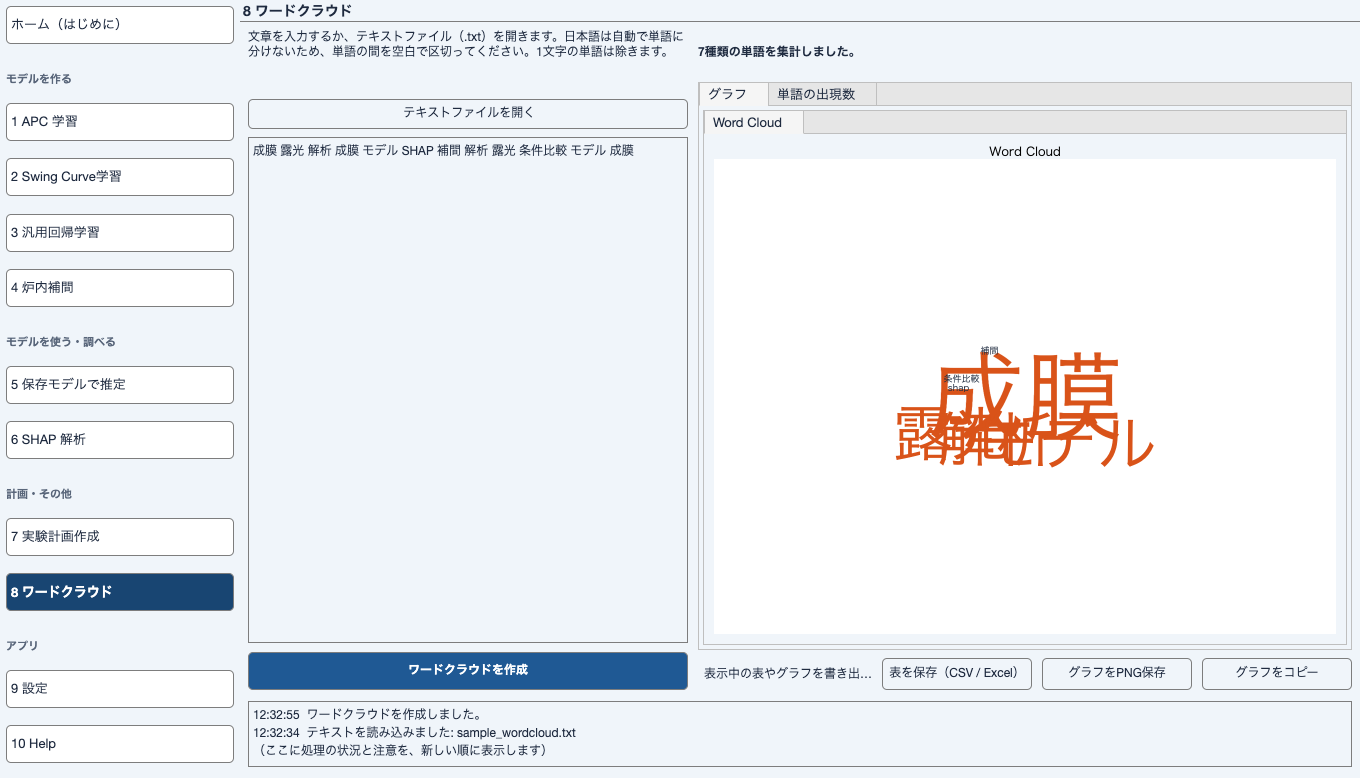 ホーム（はじめに）
モデルを作る
1 APC 学習
2 Swing Curve学習
3 汎用回帰学習
4 炉内補間
モデルを使う・調べる
5 保存モデルで推定
6 SHAP 解析
計画・その他
7 実験計画作成
8 ワードクラウド
アプリ
9 設定
10 Help
8 ワードクラウド
文章を入力するか、テキストファイル（.txt）を開きます。日本語は自動で単語に
分けないため、単語の間を空白で区切ってください。1文字の単語は除きます。
テキストファイルを開く
成膜 露光 解析 成膜 モデル SHAP 補間 解析 露光 条件比較 モデル 成膜
ワードクラウドを作成
7種類の単語を集計しました。
グラフ
単語の出現数
Word Cloud
Word Cloud
補間
成膜
条件比較
shap
露光
解析
モデル
表示中の表やグラフを書き出...
表を保存（CSV / Excel）
グラフをPNG保存
グラフをコピー
12:32:55 ワードクラウドを作成しました。
12:32:34 テキストを読み込みました: sample_wordcloud.txt
（ここに処理の状況と注意を、新しい順に表示します）